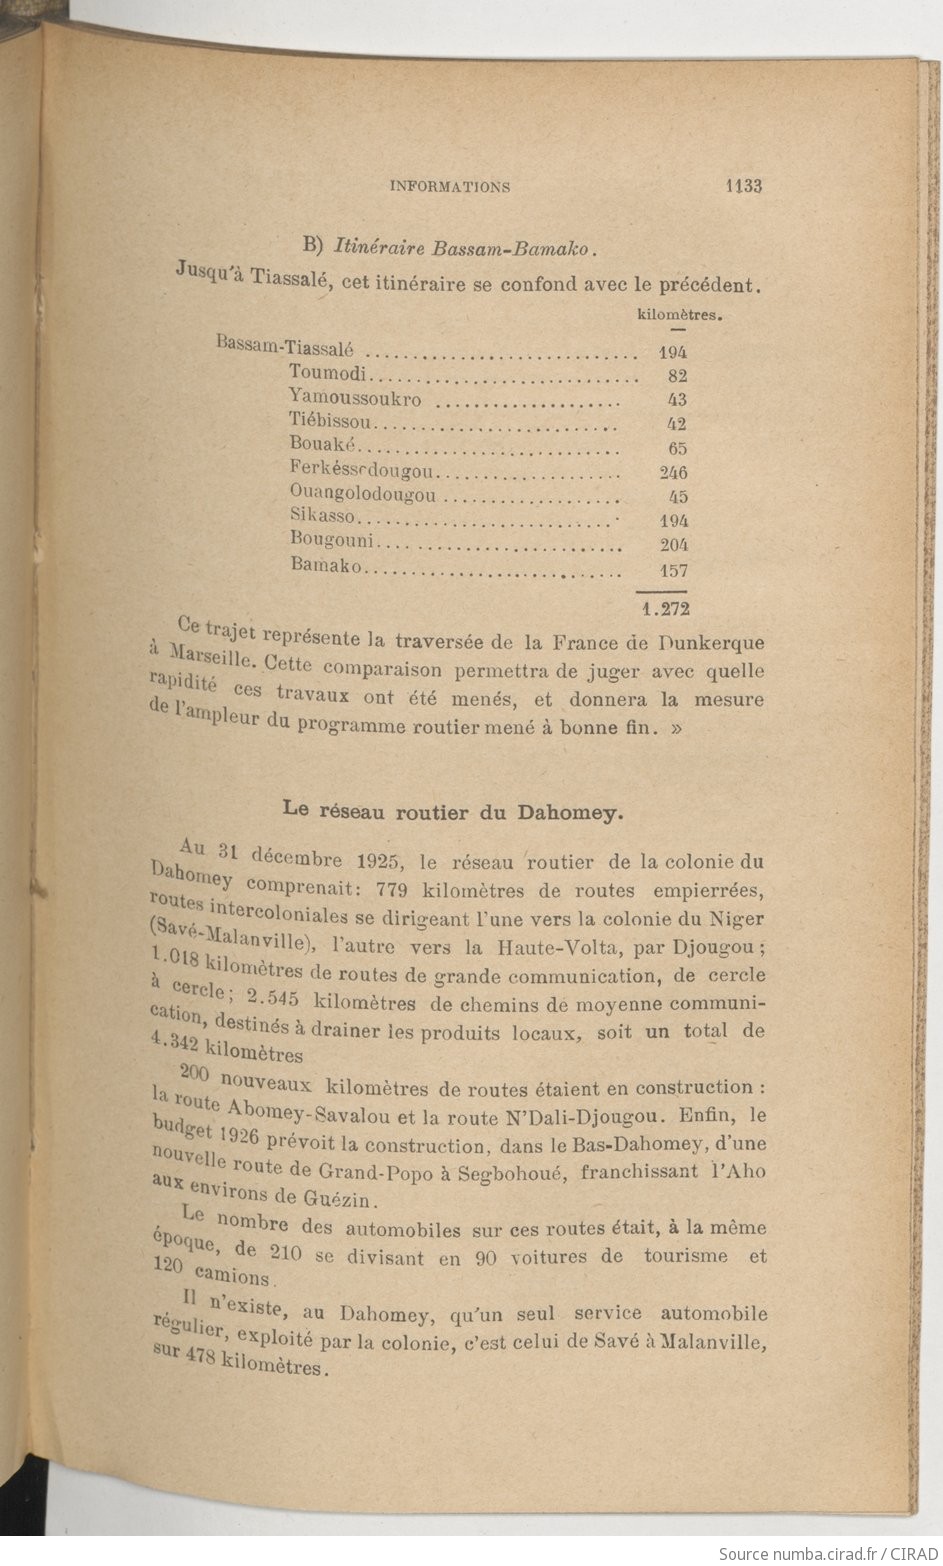 INFORMATIONS 1133
B) Itinéraire Bassam-Bamako.
Jusqu'à Tiassalé, cet itinéraire se confond avec le précédent.
kilomètres.
Bassam-Tiassalé ............................ 194
Toumodi............................. 82
Yamoussoukro .................... 43
Tiébissou.......................... 42
Bouaké............................ 65
Ferkéssédougou.................... 246
Ouangolodougou ................... 45
Sikasso............................ 194
Bougouni.......................... 204
Bamako............................ 157
1.272
Ce trajet représente la traversée de la France de Dunkerque
à Marseille. Cette comparaison permettra de juger avec quelle
rapidité ces travaux ont été menés, et donnera la mesure
de l'ampleur du programme routier mené à bonne fin. »
Le réseau routier du Dahomey.
Au 31 décembre 1925, le réseau routier de la colonie du
Dahomey comprenait: 779 kilomètres de routes empierrées,
routes intercoloniales se dirigeant l'une vers la colonie du Niger
(Savé-Malanville), l'autre vers la Haute-Volta, par Djougou ;
1.018 kilomètres de routes de grande communication, de cercle
à cercle ; 2.545 kilomètres de chemins de moyenne communi-
cation, destinés à drainer les produits locaux, soit un total de
4.342 kilomètres
200 nouveaux kilomètres de routes étaient en construction :
la route Abomey-Savalou et la route N'Dali-Djougou. Enfin, le
budget 1926 prévoit la construction, dans le Bas-Dahomey, d'une
nouvelle route de Grand-Popo à Segbohoué, franchissant l'Aho
aux environs de Guézin.
Le nombre des automobiles sur ces routes était, à la même
époque, de 210 se divisant en 90 voitures de tourisme et
120 camions.
Il n'existe, au Dahomey, qu'un seul service automobile
régulier, exploité par la colonie, c'est celui de Savé à Malanville,
sur 478 kilomètres.
Source numba.cirad.fr / CIRAD